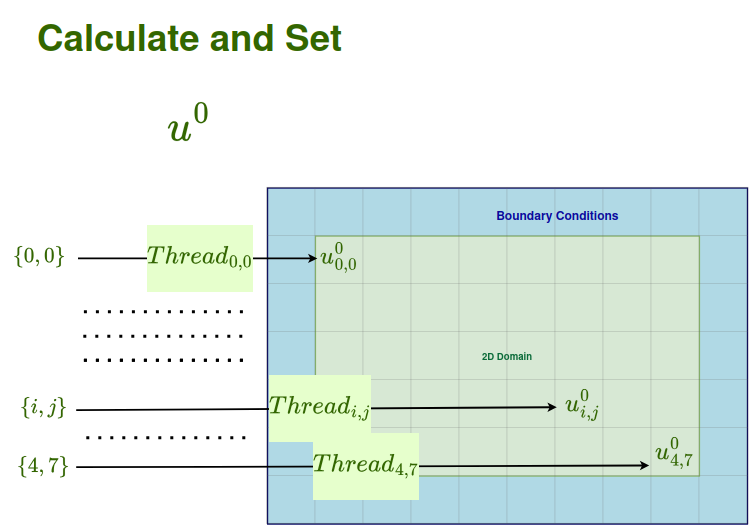 Calculate and Set
u^0
Boundary Conditions
{0, 0} Thread_{0,0} u^0_{0,0}
2D Domain
{i, j} Thread_{i,j} u^0_{i,j}
{4, 7} Thread_{4,7} u^0_{4,7}